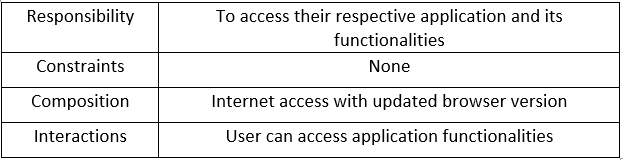 Responsibility To access their respective application and its
functionalities
Constraints None
Composition Internet access with updated browser version
Interactions User can access application functionalities